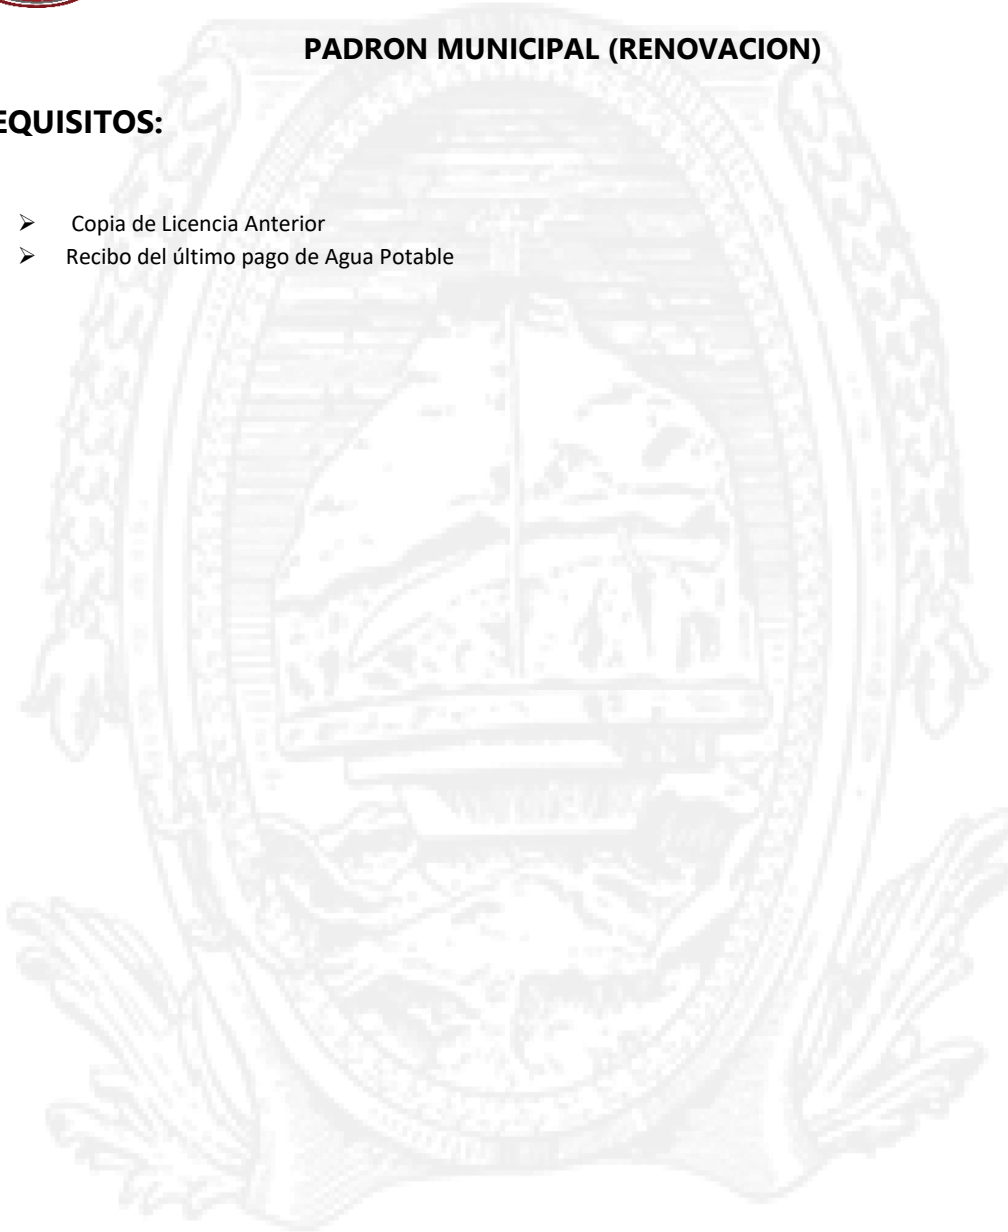 PADRON MUNICIPAL (RENOVACION)
EQUISITOS:
➢ Copia de Licencia Anterior
➢ Recibo del último pago de Agua Potable